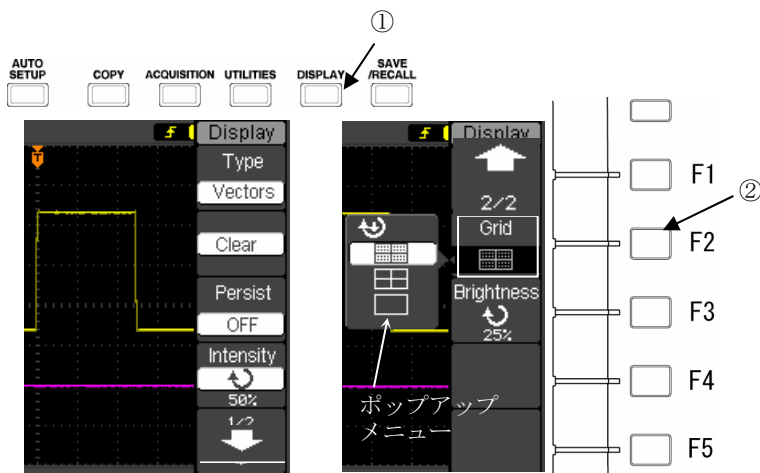 ①
AUTO SETUP
COPY
ACQUISITION
UTILITIES
DISPLAY
SAVE /RECALL
Display
Type
Vectors
Clear
Persist
OFF
Intensity
50%
1/2
Display
2/2
Grid
Brightness
25%
ポップアップ
メニュー
F1
②
F2
F3
F4
F5
T